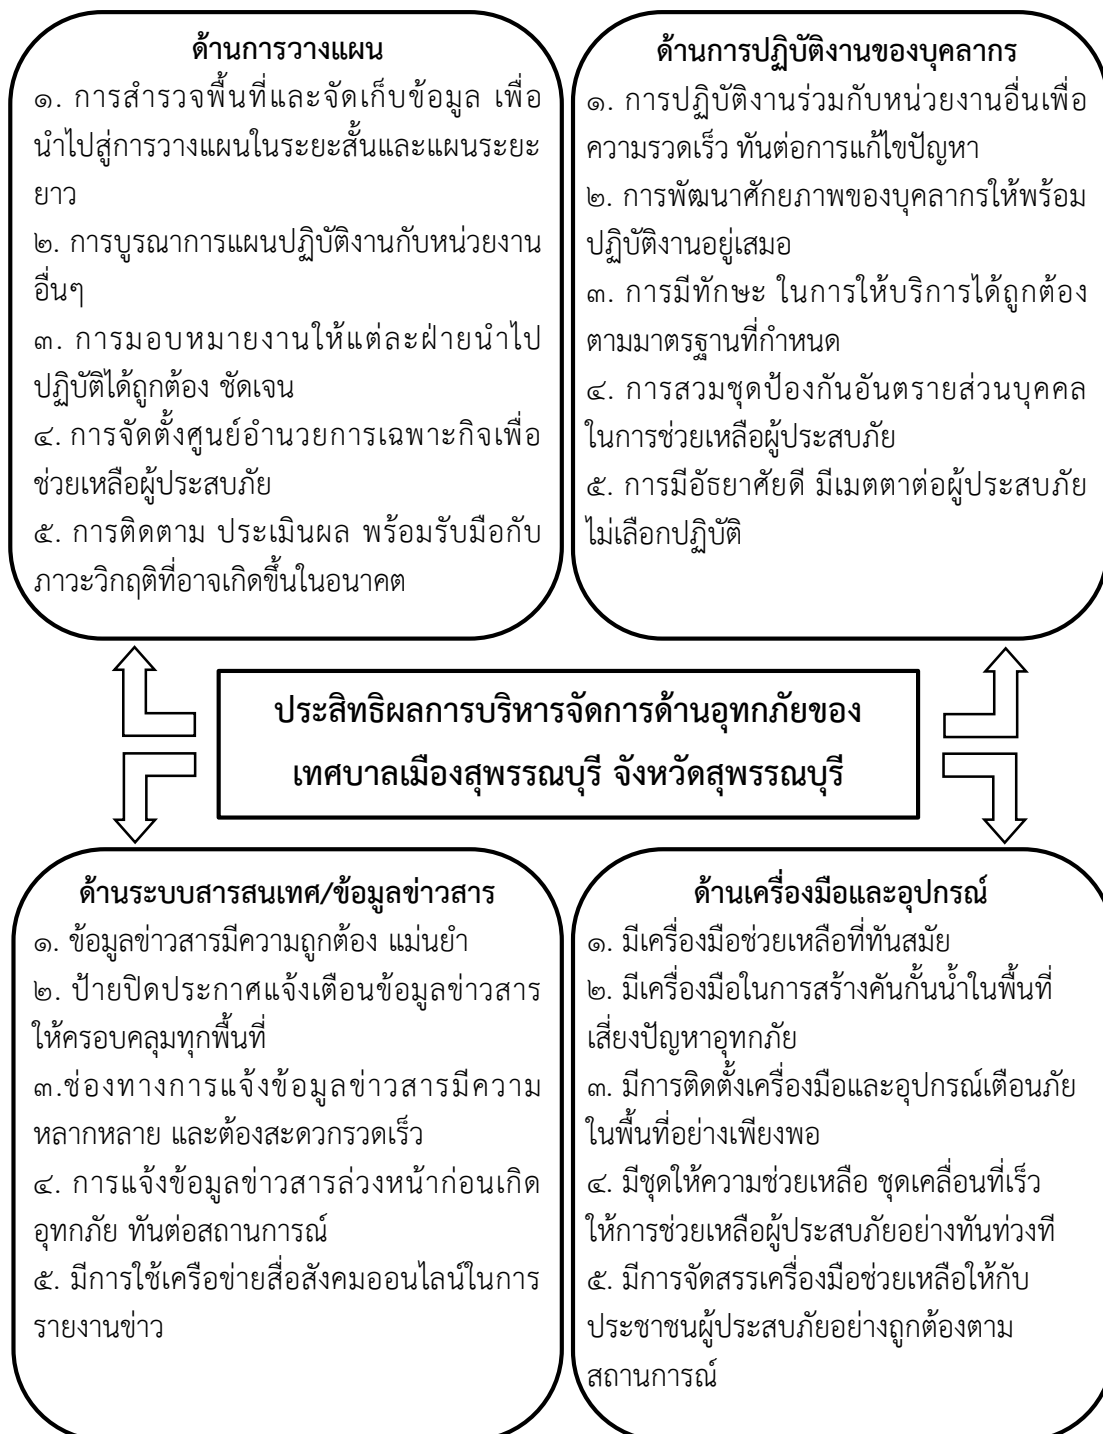 ด้านการวางแผน
๑. การสำรวจพื้นที่และจัดเก็บข้อมูล เพื่อ
นำไปสู่การวางแผนในระยะสั้นและแผนระยะ
ยาว
๒. การบูรณาการแผนปฏิบัติงานกับหน่วยงาน
อื่นๆ
๓. การมอบหมายงานให้แต่ละฝ่ายนำไป
ปฏิบัติได้ถูกต้อง ชัดเจน
๔. การจัดตั้งศูนย์อำนวยการเฉพาะกิจเพื่อ
ช่วยเหลือผู้ประสบภัย
๕. การติดตาม ประเมินผล พร้อมรับมือกับ
ภาวะวิกฤติที่อาจเกิดขึ้นในอนาคต
ด้านการปฏิบัติงานของบุคลากร
๑. การปฏิบัติงานร่วมกับหน่วยงานอื่นเพื่อ
ความรวดเร็ว ทันต่อการแก้ไขปัญหา
๒. การพัฒนาศักยภาพของบุคลากรให้พร้อม
ปฏิบัติงานอยู่เสมอ
๓. การมีทักษะ ในการให้บริการได้ถูกต้อง
ตามมาตรฐานที่กำหนด
๔. การสวมชุดป้องกันอันตรายส่วนบุคคล
ในการช่วยเหลือผู้ประสบภัย
๕. การมีอัธยาศัยดี มีเมตตาต่อผู้ประสบภัย
ไม่เลือกปฏิบัติ
ประสิทธิผลการบริหารจัดการด้านอุทกภัยของ
เทศบาลเมืองสุพรรณบุรี จังหวัดสุพรรณบุรี
ด้านระบบสารสนเทศ/ข้อมูลข่าวสาร
๑. ข้อมูลข่าวสารมีความถูกต้อง แม่นยำ
๒. ป้ายปิดประกาศแจ้งเตือนข้อมูลข่าวสาร
ให้ครอบคลุมทุกพื้นที่
๓.ช่องทางการแจ้งข้อมูลข่าวสารมีความ
หลากหลาย และต้องสะดวกรวดเร็ว
๔. การแจ้งข้อมูลข่าวสารล่วงหน้าก่อนเกิด
อุทกภัย ทันต่อสถานการณ์
๕. มีการใช้เครือข่ายสื่อสังคมออนไลน์ในการ
รายงานข่าว
ด้านเครื่องมือและอุปกรณ์
๑. มีเครื่องมือช่วยเหลือที่ทันสมัย
๒. มีเครื่องมือในการสร้างคันกั้นน้ำในพื้นที่
เสี่ยงปัญหาอุทกภัย
๓. มีการติดตั้งเครื่องมือและอุปกรณ์เตือนภัย
ในพื้นที่อย่างเพียงพอ
๔. มีชุดให้ความช่วยเหลือ ชุดเคลื่อนที่เร็ว
ให้การช่วยเหลือผู้ประสบภัยอย่างทันท่วงที
๕. มีการจัดสรรเครื่องมือช่วยเหลือให้กับ
ประชาชนผู้ประสบภัยอย่างถูกต้องตาม
สถานการณ์